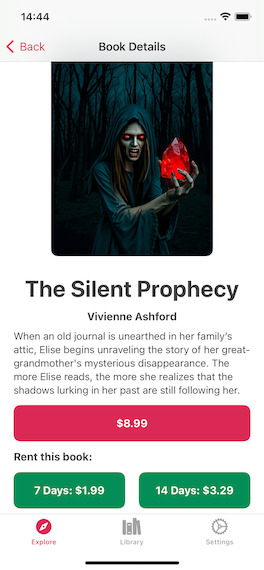 14:44
Back
Book Details
The Silent Prophecy
Vivienne Ashford
When an old journal is unearthed in her family's
attic, Elise begins unraveling the story of her great-
grandmother's mysterious disappearance. The
more Elise reads, the more she realizes that the
shadows lurking in her past are still following her.
$8.99
Rent this book:
7 Days: $1.99
14 Days: $3.29
Explore
Library
Settings